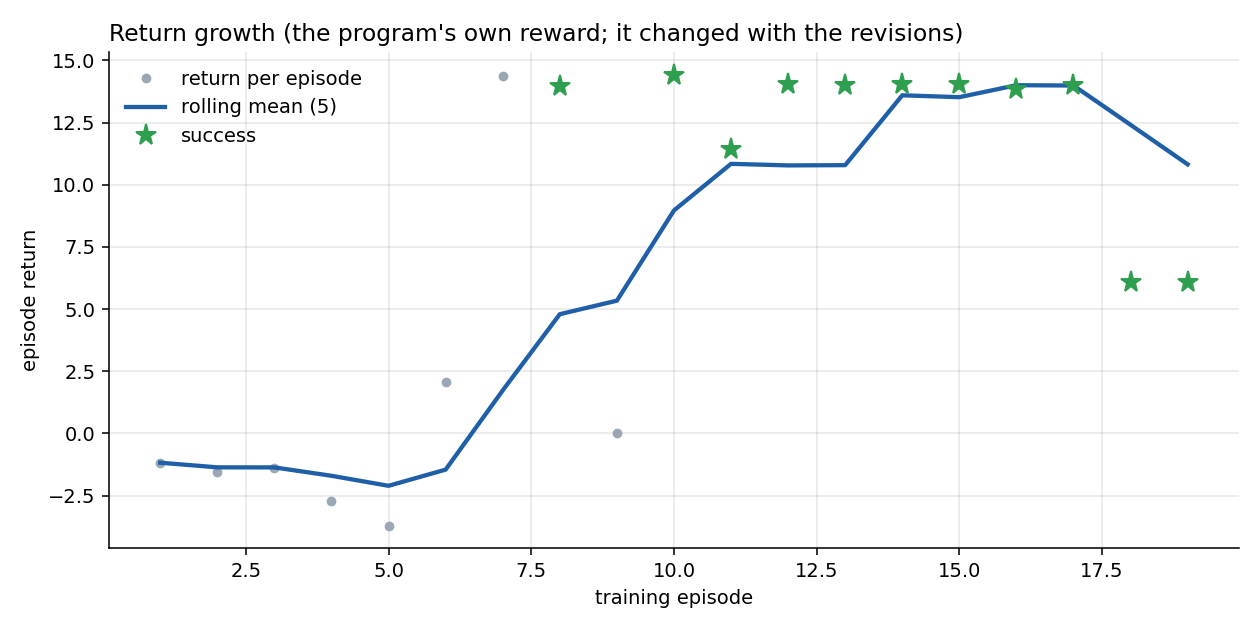 Return growth (the program's own reward; it changed with the revisions)
15.0
12.5
10.0
7.5
5.0
2.5
0.0
−2.5
episode return
return per episode
rolling mean (5)
success
2.5 5.0 7.5 10.0 12.5 15.0 17.5
training episode